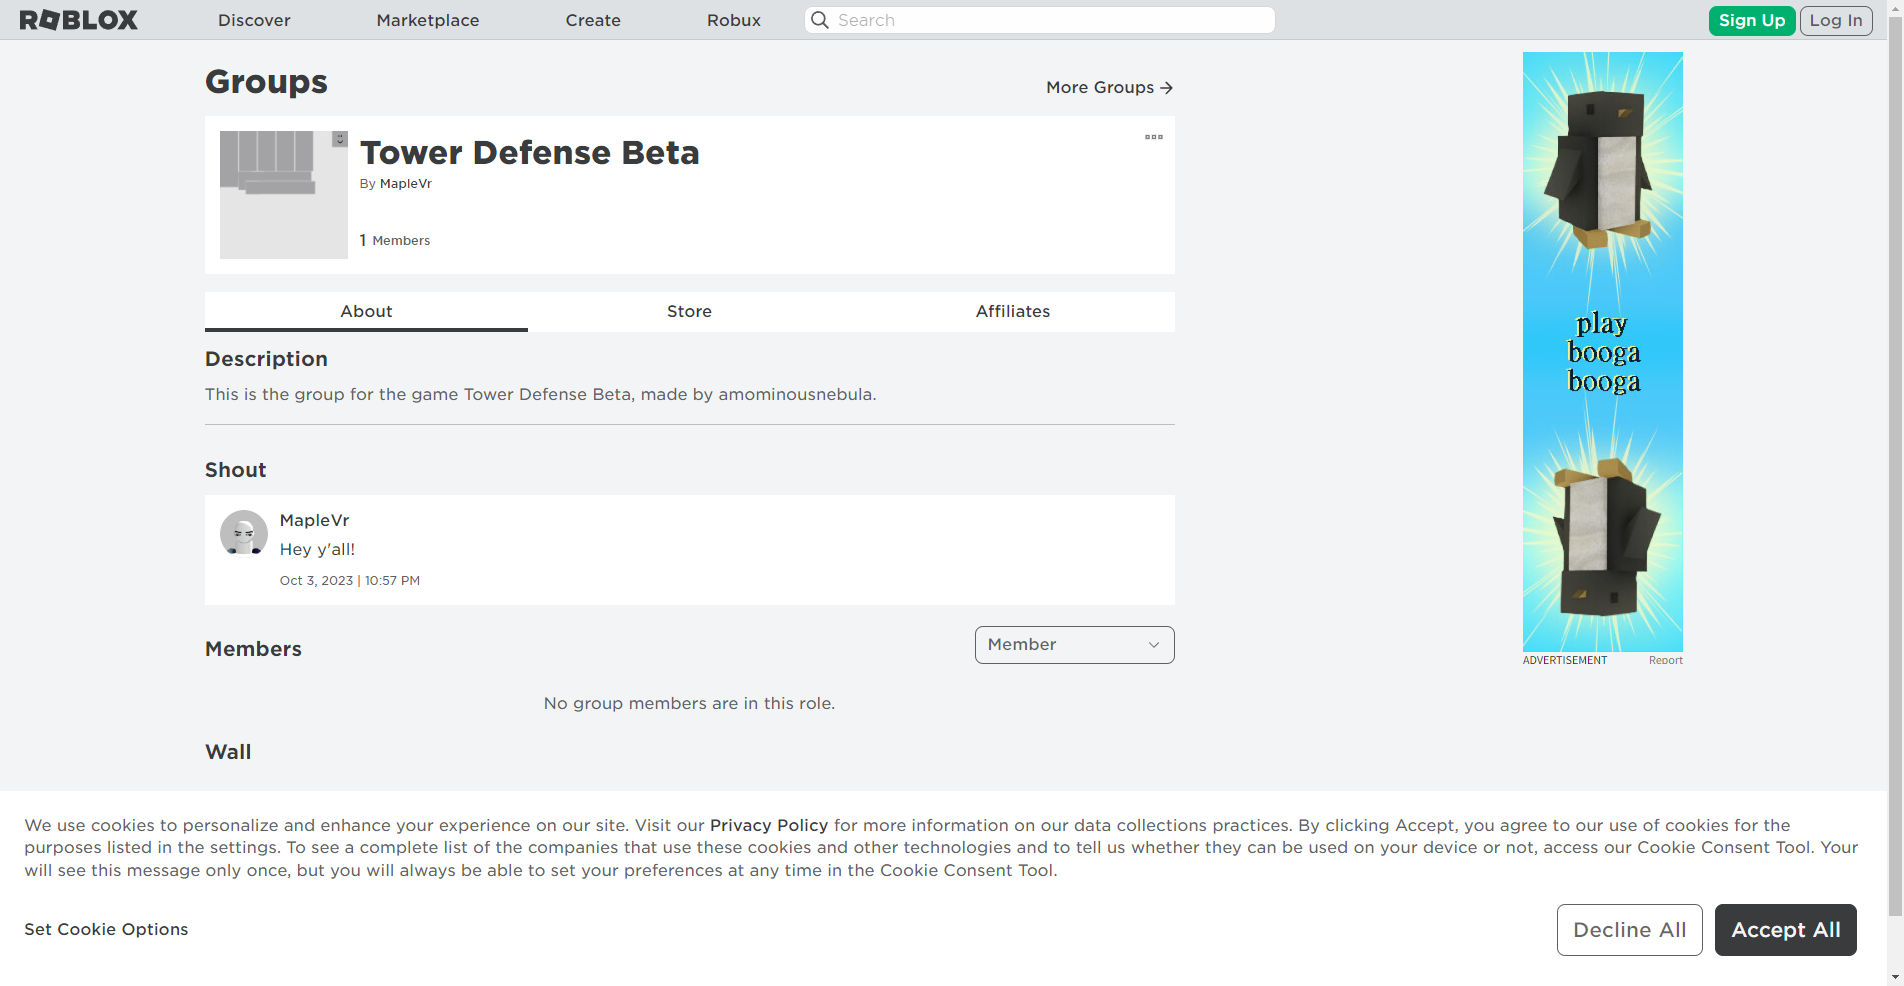 ROBLOX
Discover
Marketplace
Create
Robux
Search
Sign Up
Log In
Groups
More Groups
Tower Defense Beta
By MapleVr
1 Members
About
Store
Affiliates
Description
This is the group for the game Tower Defense Beta, made by amominousnebula.
Shout
MapleVr
Hey y'all!
Oct 3, 2023 | 10:57 PM
Members
Member
No group members are in this role.
Wall
play
booga
booga
ADVERTISEMENT
Report
We use cookies to personalize and enhance your experience on our site. Visit our Privacy Policy for more information on our data collections practices. By clicking Accept, you agree to our use of cookies for the
purposes listed in the settings. To see a complete list of the companies that use these cookies and other technologies and to tell us whether they can be used on your device or not, access our Cookie Consent Tool. Your
will see this message only once, but you will always be able to set your preferences at any time in the Cookie Consent Tool.
Set Cookie Options
Decline All
Accept All